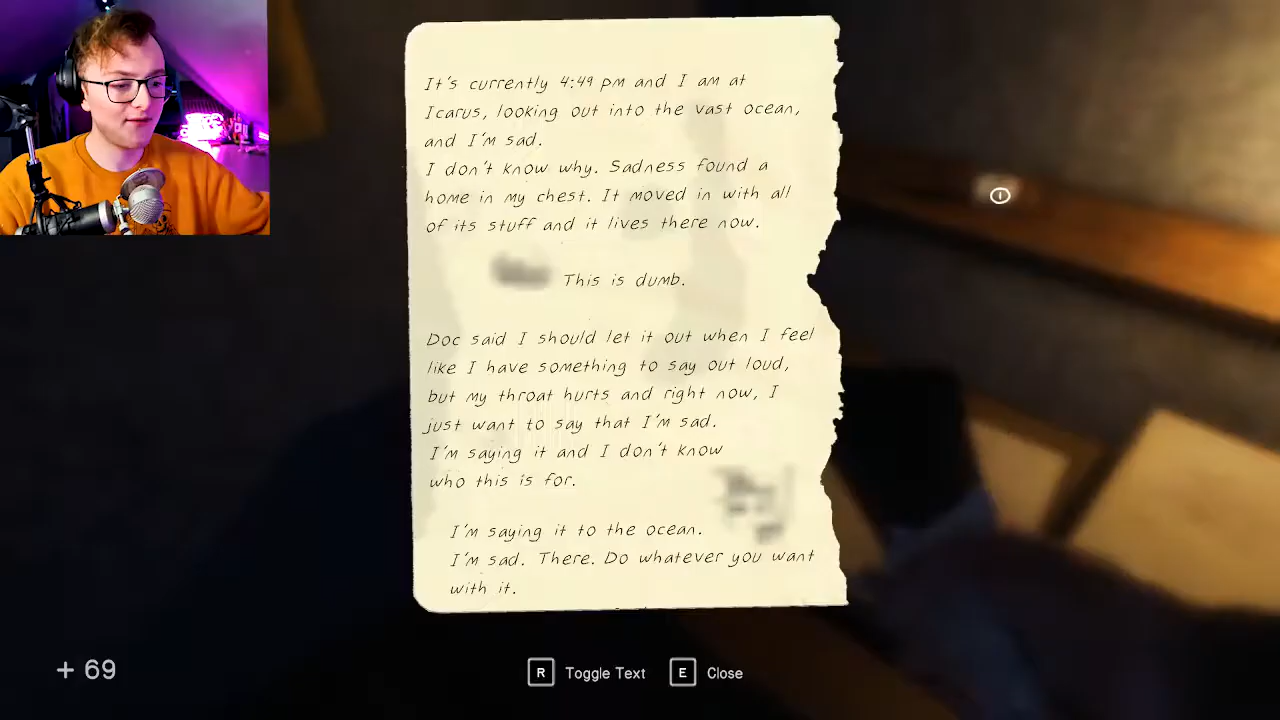 It's currently 4:49 pm and I am at
Icarus, looking out into the vast ocean,
and I'm sad.
I don't know why. Sadness found a
home in my chest. It moved in with all
of its stuff and it lives there now.
This is dumb.
Doc said I should let it out when I feel
like I have something to say out loud,
but my throat hurts and right now, I
just want to say that I'm sad.
I'm saying it and I don't know
who this is for.
I'm saying it to the ocean.
I'm sad. There. Do whatever you want
with it.
+ 69
R Toggle Text E Close